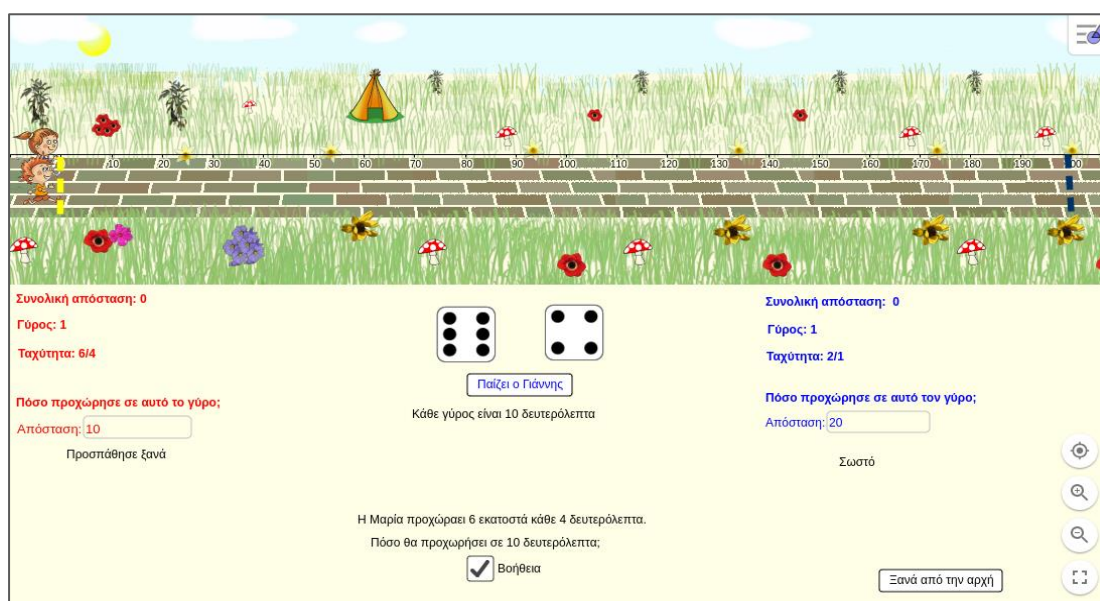 10 20 30 40 50 60 70 80 90 100 110 120 130 140 150 160 170 180 190 200
Συνολική απόσταση: 0
Γύρος: 1
Ταχύτητα: 6/4
Πόσο προχώρησε σε αυτό το γύρο;
Απόσταση: 10
Προσπάθησε ξανά
Παίζει ο Γιάννης
Κάθε γύρος είναι 10 δευτερόλεπτα
Συνολική απόσταση: 0
Γύρος: 1
Ταχύτητα: 2/1
Πόσο προχώρησε σε αυτό τον γύρο;
Απόσταση: 20
Σωστό
Η Μαρία προχώραει 6 εκατοστά κάθε 4 δευτερόλεπτα.
Πόσο θα προχωρήσει σε 10 δευτερόλεπτα;
Βοήθεια
Ξανά από την αρχή